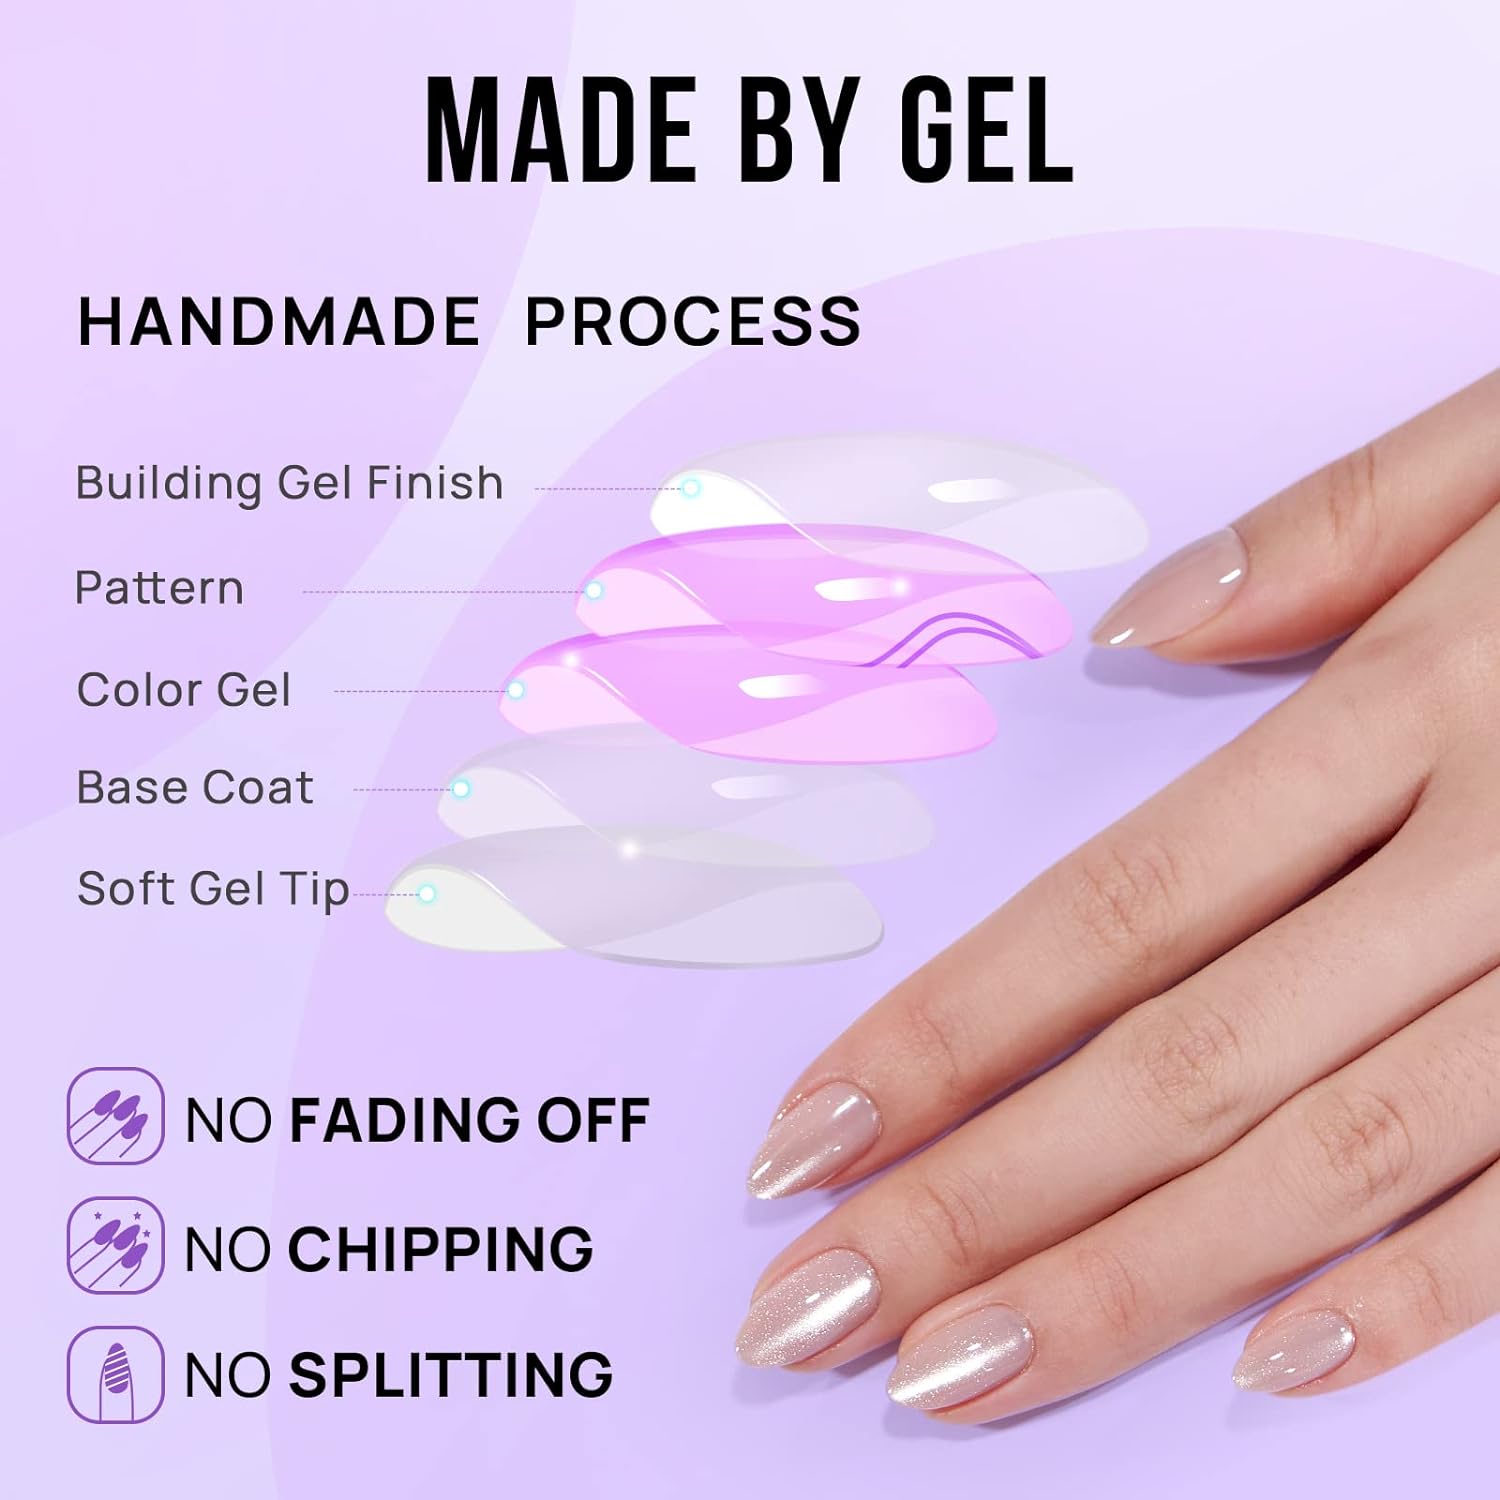 MADE BY GEL
HANDMADE PROCESS
Building Gel Finish
Pattern
Color Gel
Base Coat
Soft Gel Tip
NO FADING OFF
NO CHIPPING
NO SPLITTING